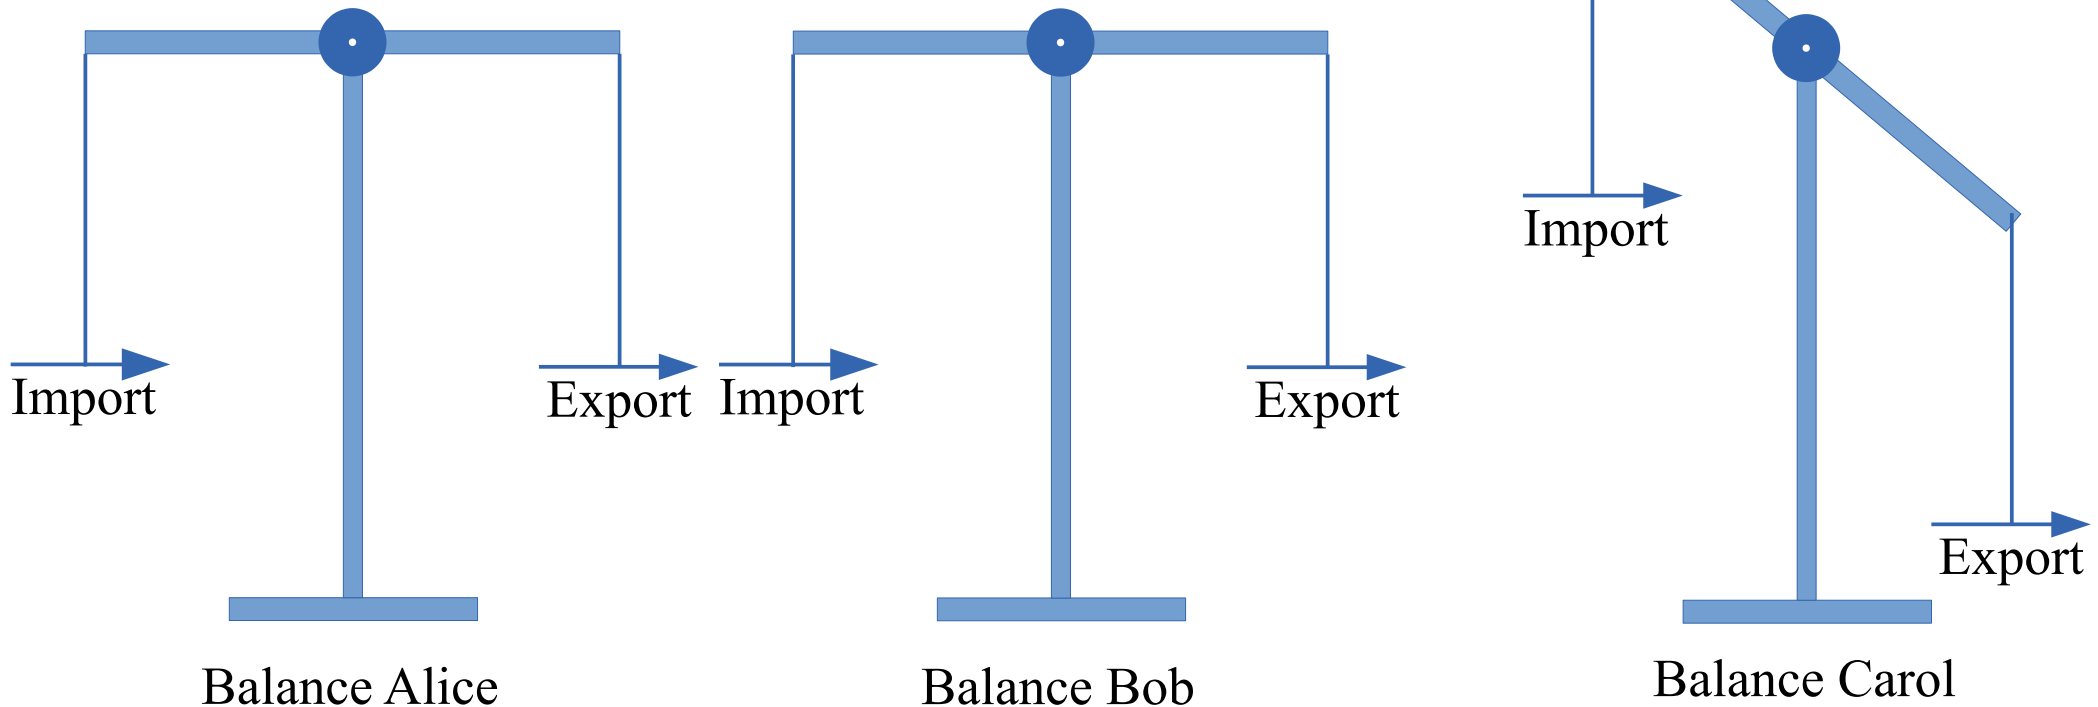 Import
Export
Balance Alice
Import
Export
Balance Bob
Import
Export
Balance Carol